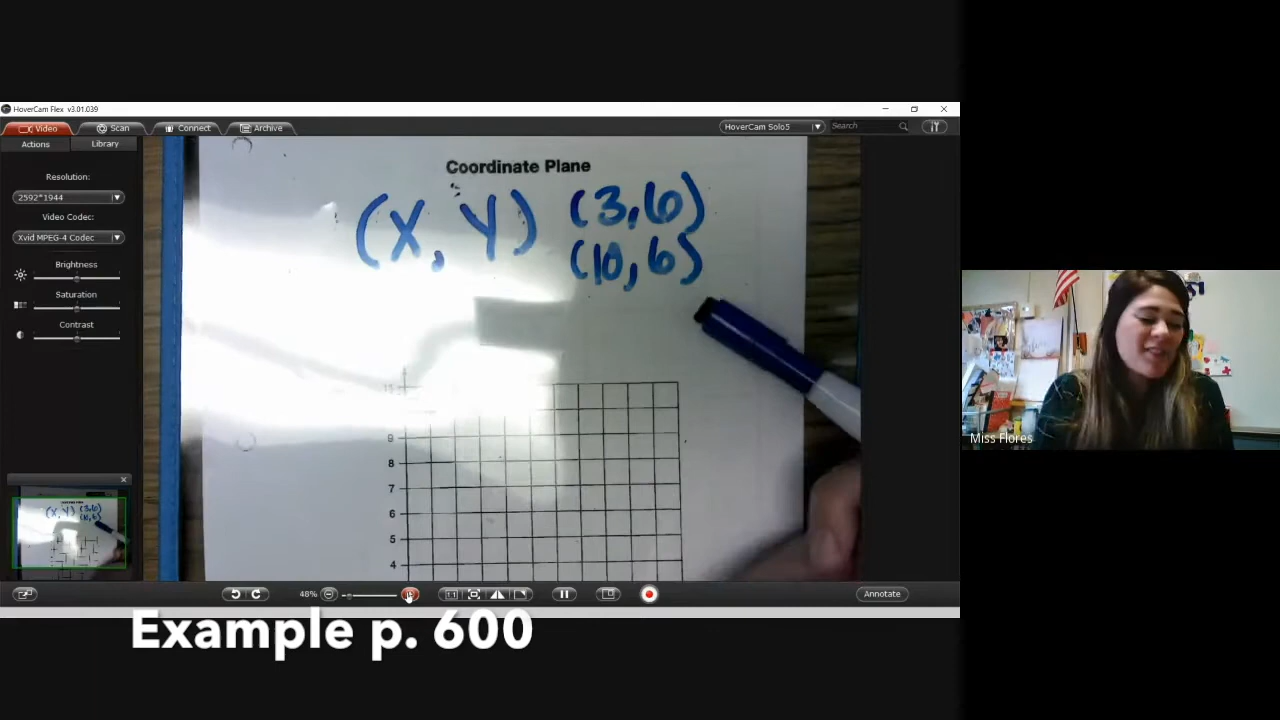 HoverCam Flex v3.01.039
Video Scan Connect Archive HoverCam Solo5 Search
Actions Library
Resolution:
2592*1944
Video Codec:
Xvid MPEG-4 Codec
Brightness
Saturation
Contrast
Coordinate Plane
(X, Y) (3,6)
(10,6)
9
8
7
6
5
4
48% 1:1 Annotate
Miss Flores
Example p. 600